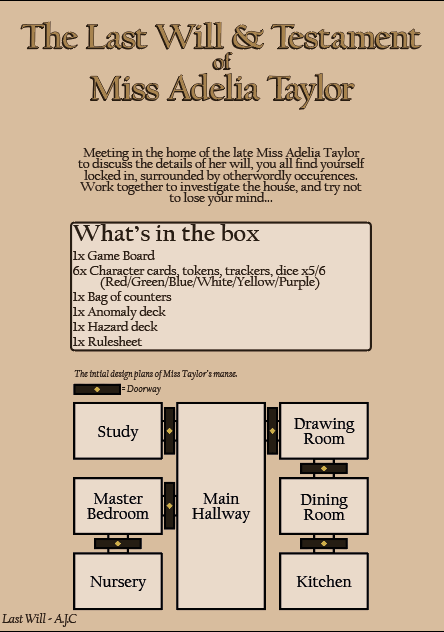 The Last Will & Testament
of
Miss Adelia Taylor
Meeting in the home of the late Miss Adelia Taylor
to discuss the details of her will, you all find yourself
locked in, surrounded by otherwordly occurences.
Work together to investigate the house, and try not
to lose your mind...
What's in the box
1x Game Board
6x Character cards, tokens, trackers, dice x5/6
(Red/Green/Blue/White/Yellow/Purple)
1x Bag of counters
1x Anomaly deck
1x Hazard deck
1x Rulesheet
The intial design plans of Miss Taylor's manse.
= Doorway
Study
Drawing
Room
Master
Bedroom
Main
Hallway
Dining
Room
Nursery
Kitchen
Last Will - A.J.C